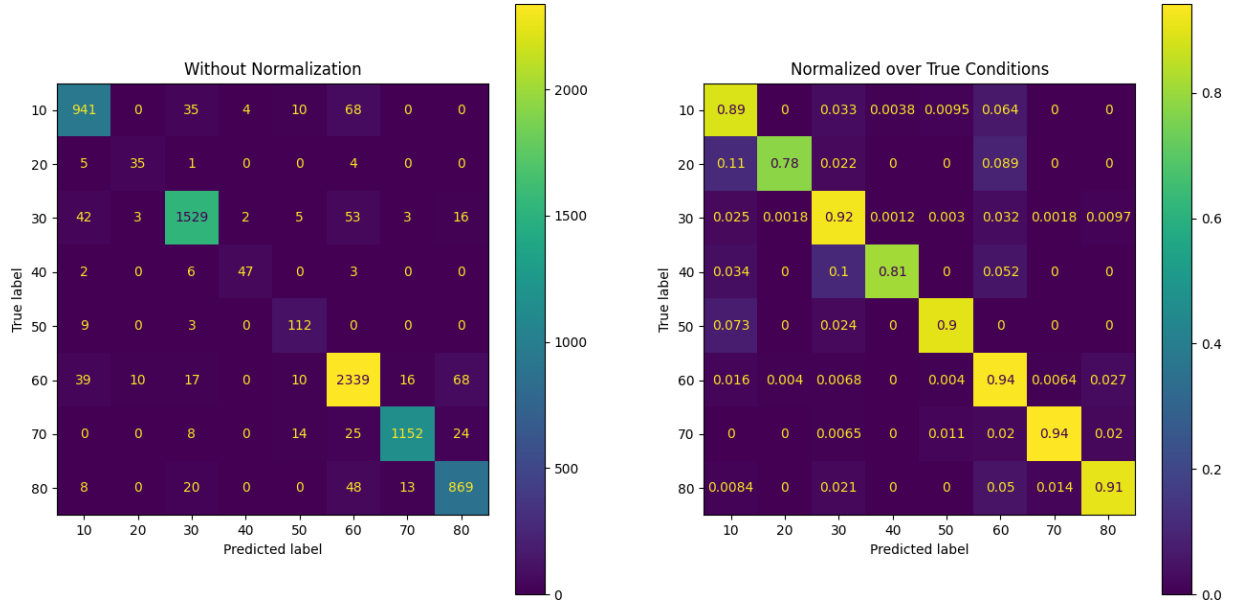 Without Normalization
10 941 0 35 4 10 68 0 0
20 5 35 1 0 0 4 0 0
30 42 3 1529 2 5 53 3 16
40 2 0 6 47 0 3 0 0
50 9 0 3 0 112 0 0 0
60 39 10 17 0 10 2339 16 68
70 0 0 8 0 14 25 1152 24
80 8 0 20 0 0 48 13 869
10 20 30 40 50 60 70 80
Predicted label
True label
2000
1500
1000
500
0
Normalized over True Conditions
10 0.89 0 0.033 0.0038 0.0095 0.064 0 0
20 0.11 0.78 0.022 0 0 0.089 0 0
30 0.025 0.0018 0.92 0.0012 0.003 0.032 0.0018 0.0097
40 0.034 0 0.1 0.81 0 0.052 0 0
50 0.073 0 0.024 0 0.9 0 0 0
60 0.016 0.004 0.0068 0 0.004 0.94 0.0064 0.027
70 0 0 0.0065 0 0.011 0.02 0.94 0.02
80 0.0084 0 0.021 0 0 0.05 0.014 0.91
10 20 30 40 50 60 70 80
Predicted label
True label
0.8
0.6
0.4
0.2
0.0